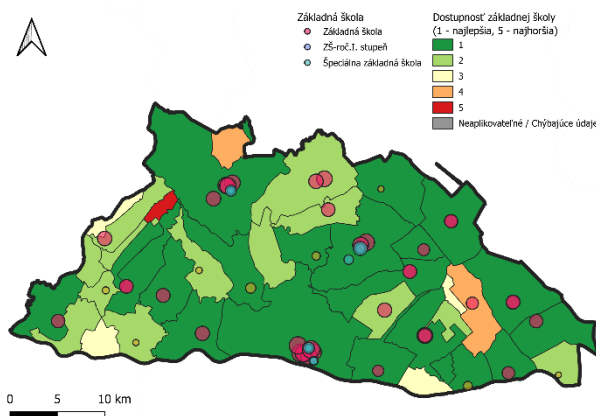 Základná škola
Základná škola
ZŠ-roč.I. stupeň
Špeciálna základná škola
Dostupnosť základnej školy
(1 - najlepšia, 5 - najhoršia)
1
2
3
4
5
Neaplikovateľné / Chýbajúce údaje
0 5 10 km